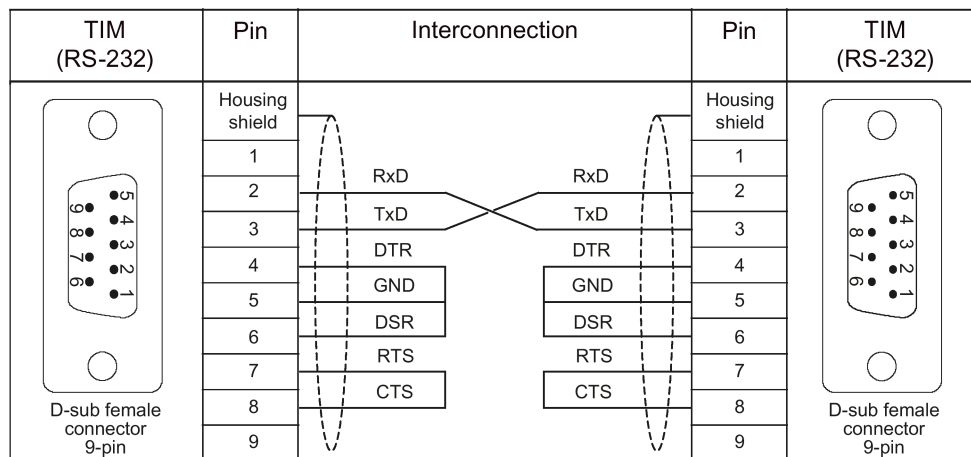 TIM
(RS-232)
Pin
Interconnection
Pin
TIM
(RS-232)
Housing
shield
1
2
3
4
5
6
7
8
9
RxD
TxD
DTR
GND
DSR
RTS
CTS
RxD
TxD
DTR
GND
DSR
RTS
CTS
Housing
shield
1
2
3
4
5
6
7
8
9
5
4
3
2
1
9
8
7
6
D-sub female
connector
9-pin
5
4
3
2
1
9
8
7
6
D-sub female
connector
9-pin